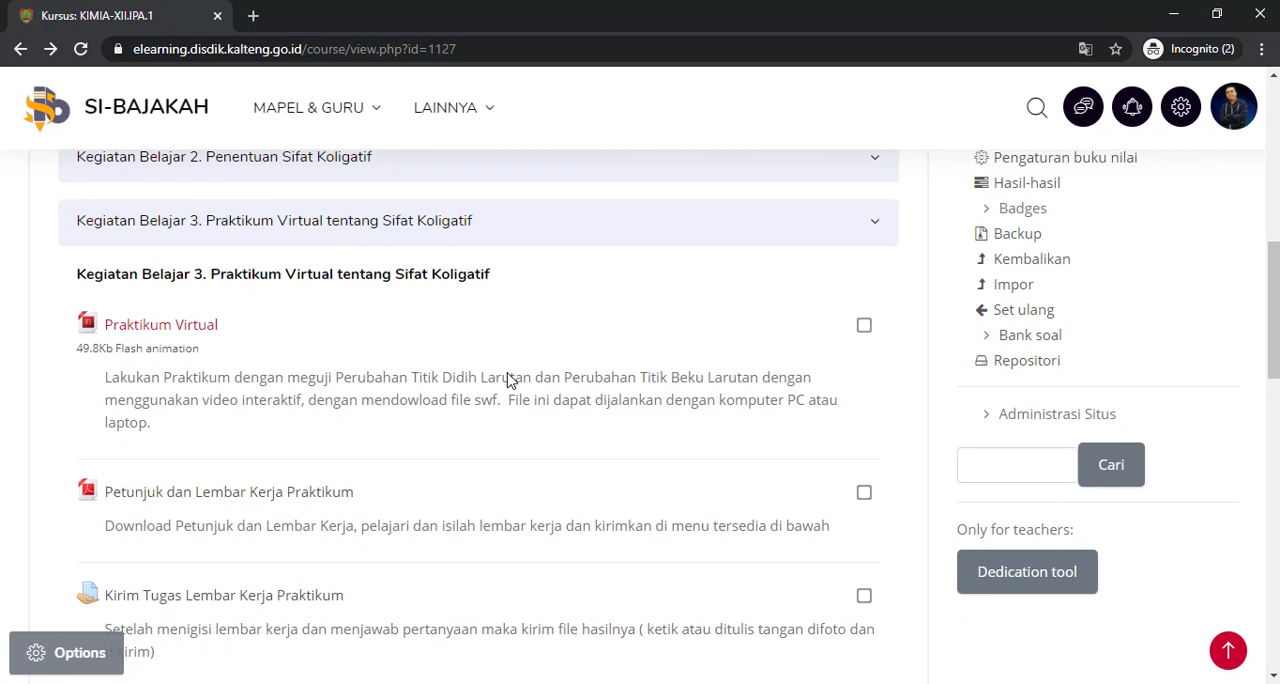 Kursus: KIMIA-XII.IPA.1
elearning.disdik.kalteng.go.id/course/view.php?id=1127
Incognito (2)
SI-BAJAKAH
MAPEL & GURU
LAINNYA
Kegiatan Belajar 2. Penentuan Sifat Koligatif
Kegiatan Belajar 3. Praktikum Virtual tentang Sifat Koligatif
Kegiatan Belajar 3. Praktikum Virtual tentang Sifat Koligatif
Praktikum Virtual
49.8Kb Flash animation
Lakukan Praktikum dengan meguji Perubahan Titik Didih Larutan dan Perubahan Titik Beku Larutan dengan
menggunakan video interaktif, dengan mendowload file swf. File ini dapat dijalankan dengan komputer PC atau
laptop.
Petunjuk dan Lembar Kerja Praktikum
Download Petunjuk dan Lembar Kerja, pelajari dan isilah lembar kerja dan kirimkan di menu tersedia di bawah
Kirim Tugas Lembar Kerja Praktikum
Setelah menigisi lembar kerja dan menjawab pertanyaan maka kirim file hasilnya ( ketik atau ditulis tangan difoto dan
dikirim)
Options
Pengaturan buku nilai
Hasil-hasil
Badges
Backup
Kembalikan
Impor
Set ulang
Bank soal
Repositori
Administrasi Situs
Cari
Only for teachers:
Dedication tool